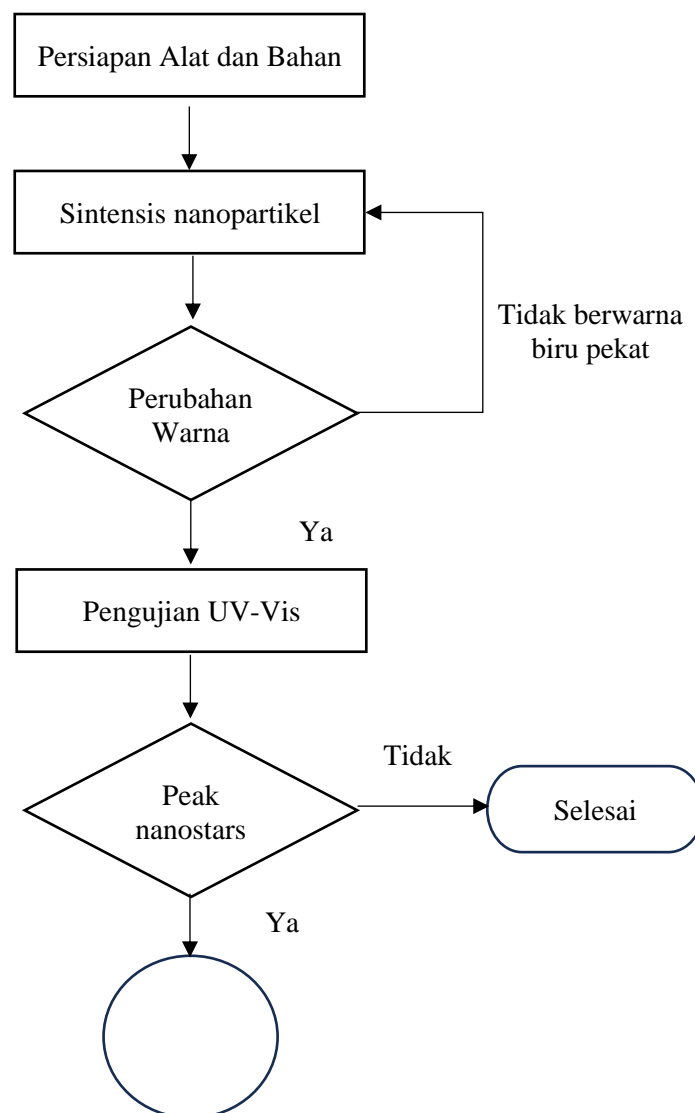 Persiapan Alat dan Bahan
Sintensis nanopartikel
Tidak berwarna
biru pekat
Perubahan
Warna
Ya
Pengujian UV-Vis
Tidak
Peak
nanostars
Selesai
Ya